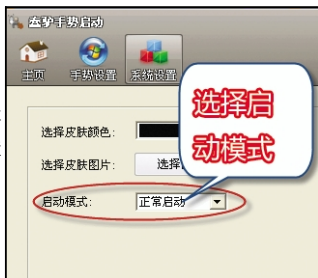 盔驴手势启动
主页 手势设置 系统设置
选择启
动模式
选择皮肤颜色:
选择皮肤图片: 选择
启动模式: 正常启动